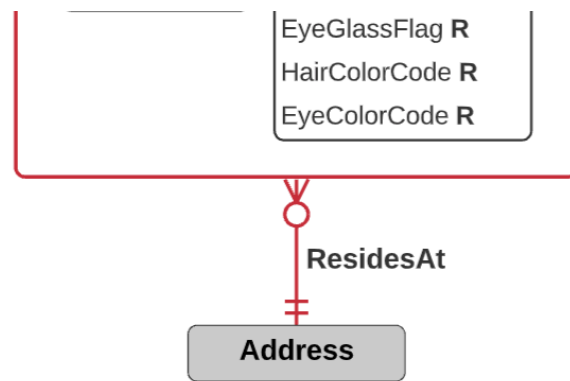 EyeGlassFlag R
HairColorCode R
EyeColorCode R
ResidesAt
Address